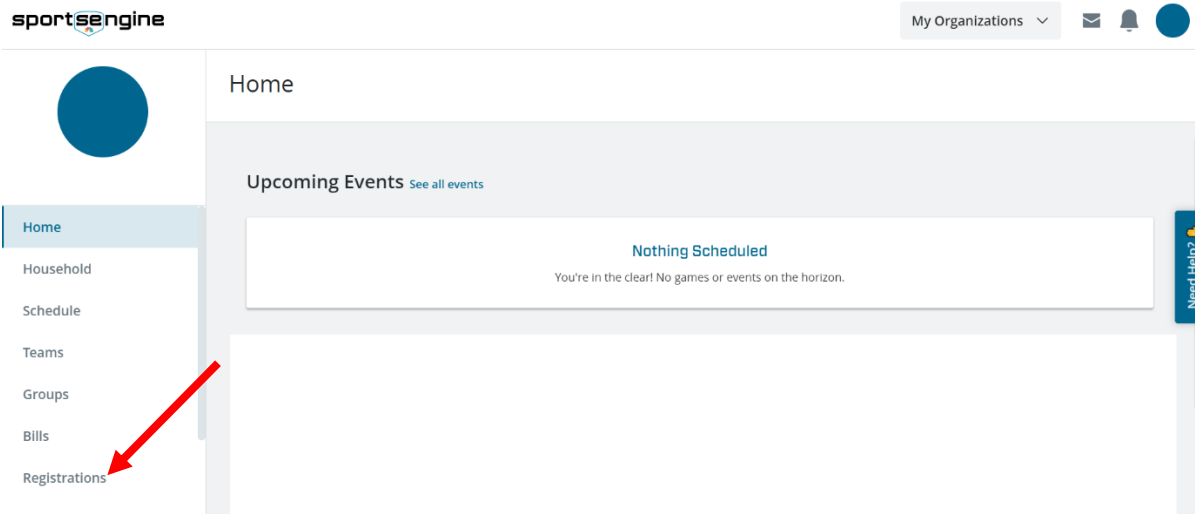 sportsengine
My Organizations
Home
Upcoming Events See all events
Nothing Scheduled
You're in the clear! No games or events on the horizon.
Home
Household
Schedule
Teams
Groups
Bills
Registrations
Need Help?